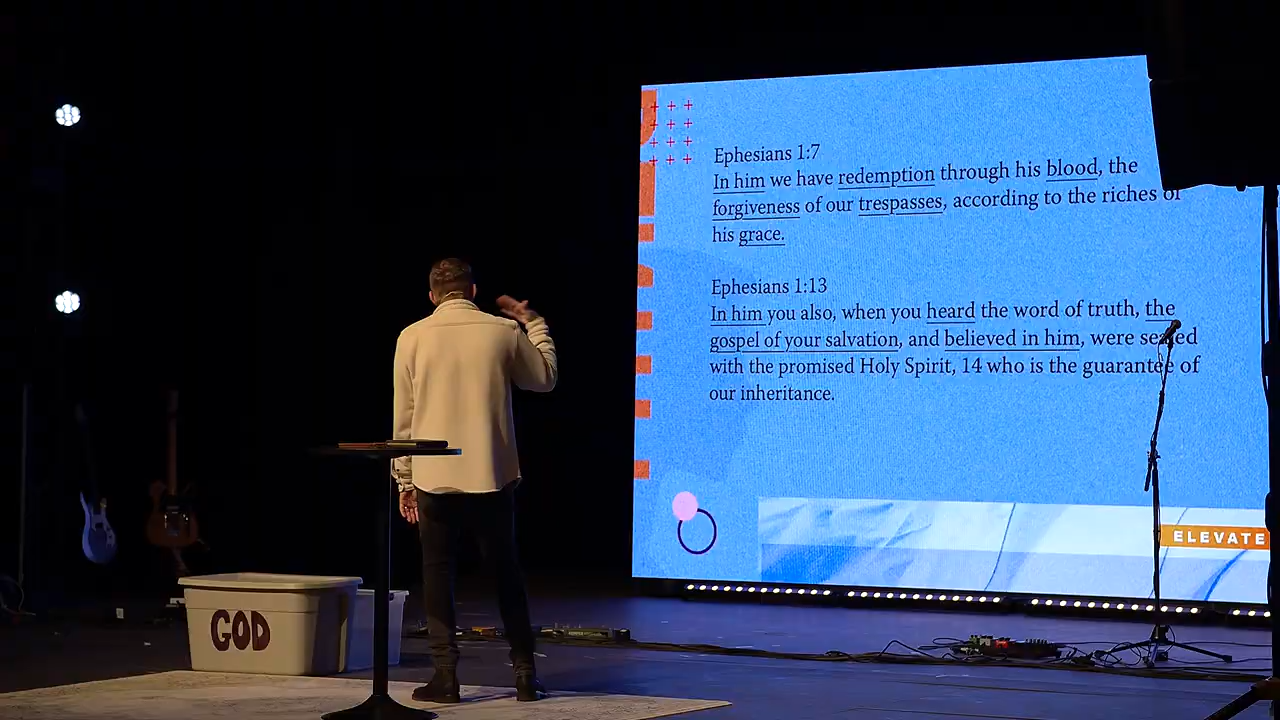 Ephesians 1:7
In him we have redemption through his blood, the
forgiveness of our trespasses, according to the riches of
his grace.
Ephesians 1:13
In him you also, when you heard the word of truth, the
gospel of your salvation, and believed in him, were sealed
with the promised Holy Spirit, 14 who is the guarantee of
our inheritance.
ELEVATE
GOD